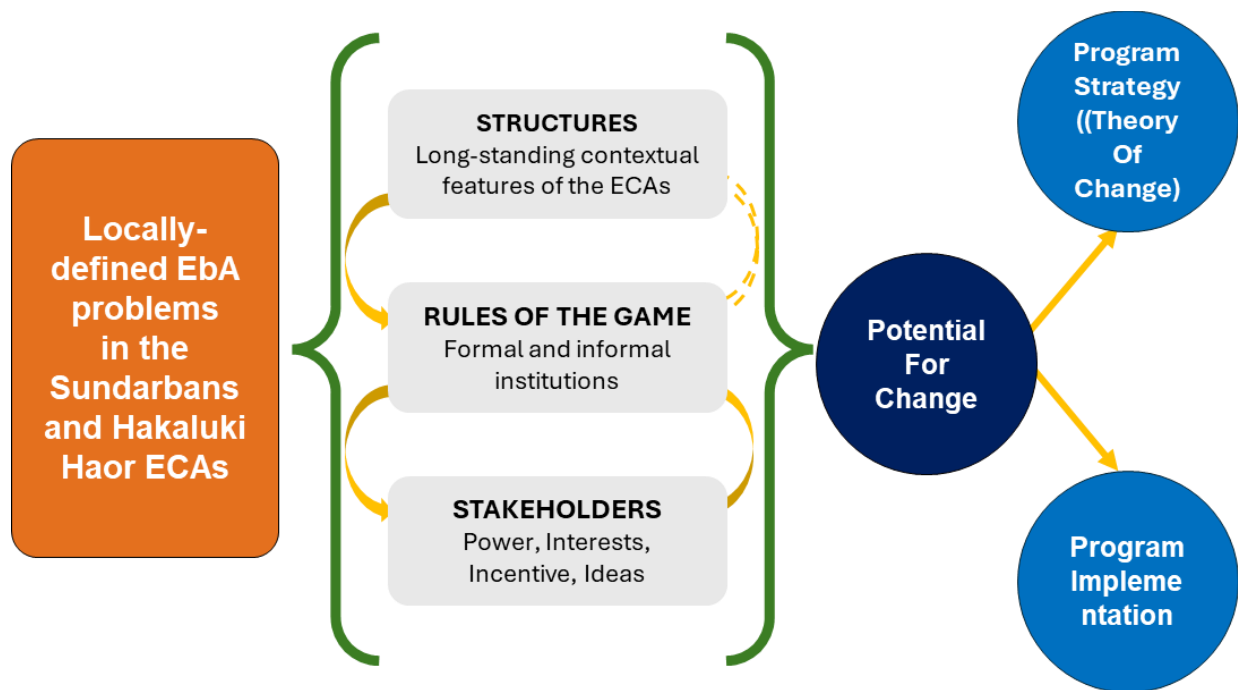 Locally-
defined EbA
problems
in the
Sundarbans
and Hakaluki
Haor ECAs
STRUCTURES
Long-standing contextual
features of the ECAs
RULES OF THE GAME
Formal and informal
institutions
STAKEHOLDERS
Power, Interests,
Incentive, Ideas
Potential
For
Change
Program
Strategy
((Theory
Of
Change)
Program
Impleme
ntation